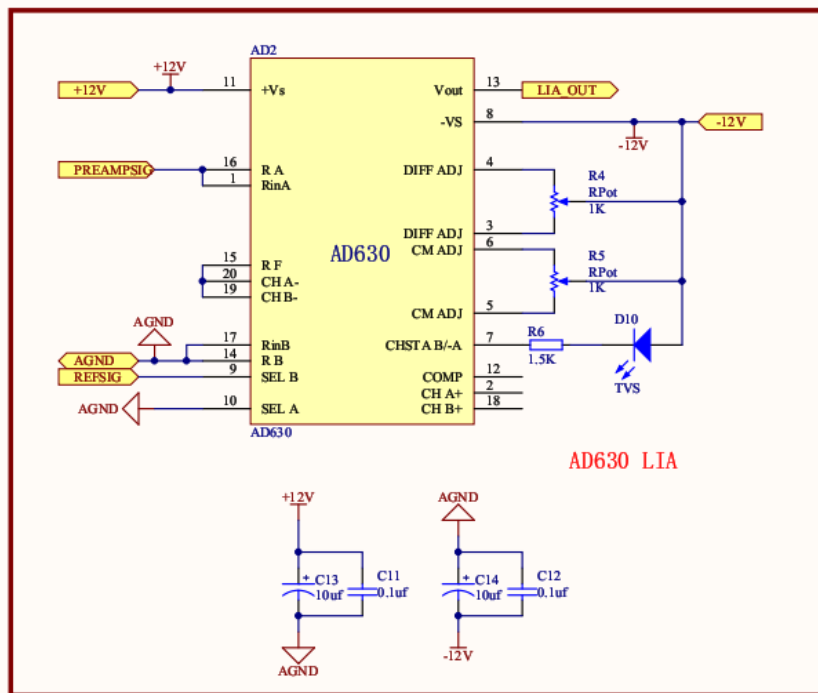 AD2
+12V
+12V
11
+Vs
Vout
13
LIA_OUT
-VS
8
-12V
-12V
PREAMPSIG
16
R A
1
RinA
DIFF ADJ
4
R4
RPot
1K
DIFF ADJ
3
CM ADJ
6
15
R F
20
CH A-
19
CH B-
AD630
R5
RPot
1K
CM ADJ
5
AGND
17
RinB
AGND
14
R B
REFSIG
9
SEL B
AGND
10
SEL A
CHSTA B/-A
7
R6
1.5K
D10
TVS
COMP
12
CH A+
2
CH B+
18
AD630
AD630 LIA
+12V
C13
10uf
C11
0.1uf
AGND
AGND
C14
10uf
C12
0.1uf
-12V